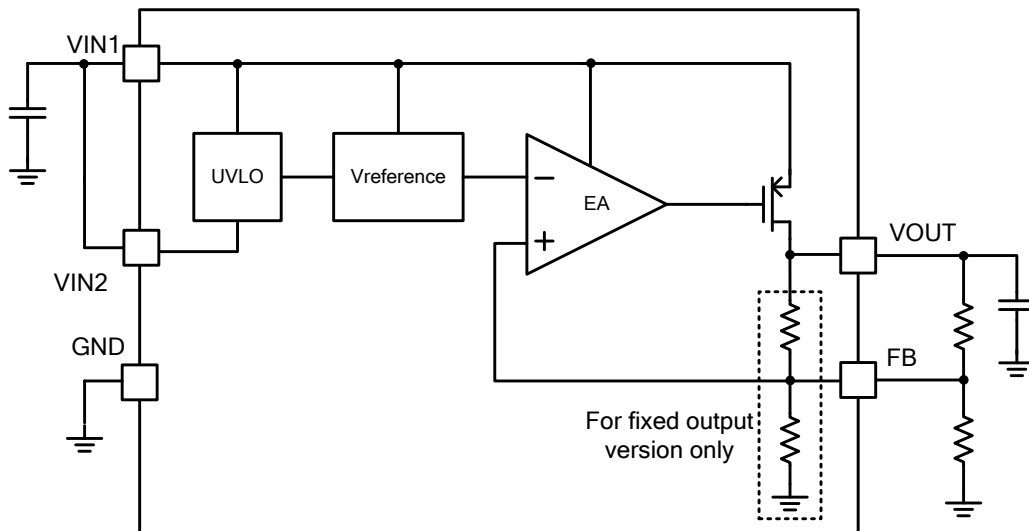 VIN1
UVLO
Vreference
EA
VOUT
VIN2
GND
FB
For fixed output
version only